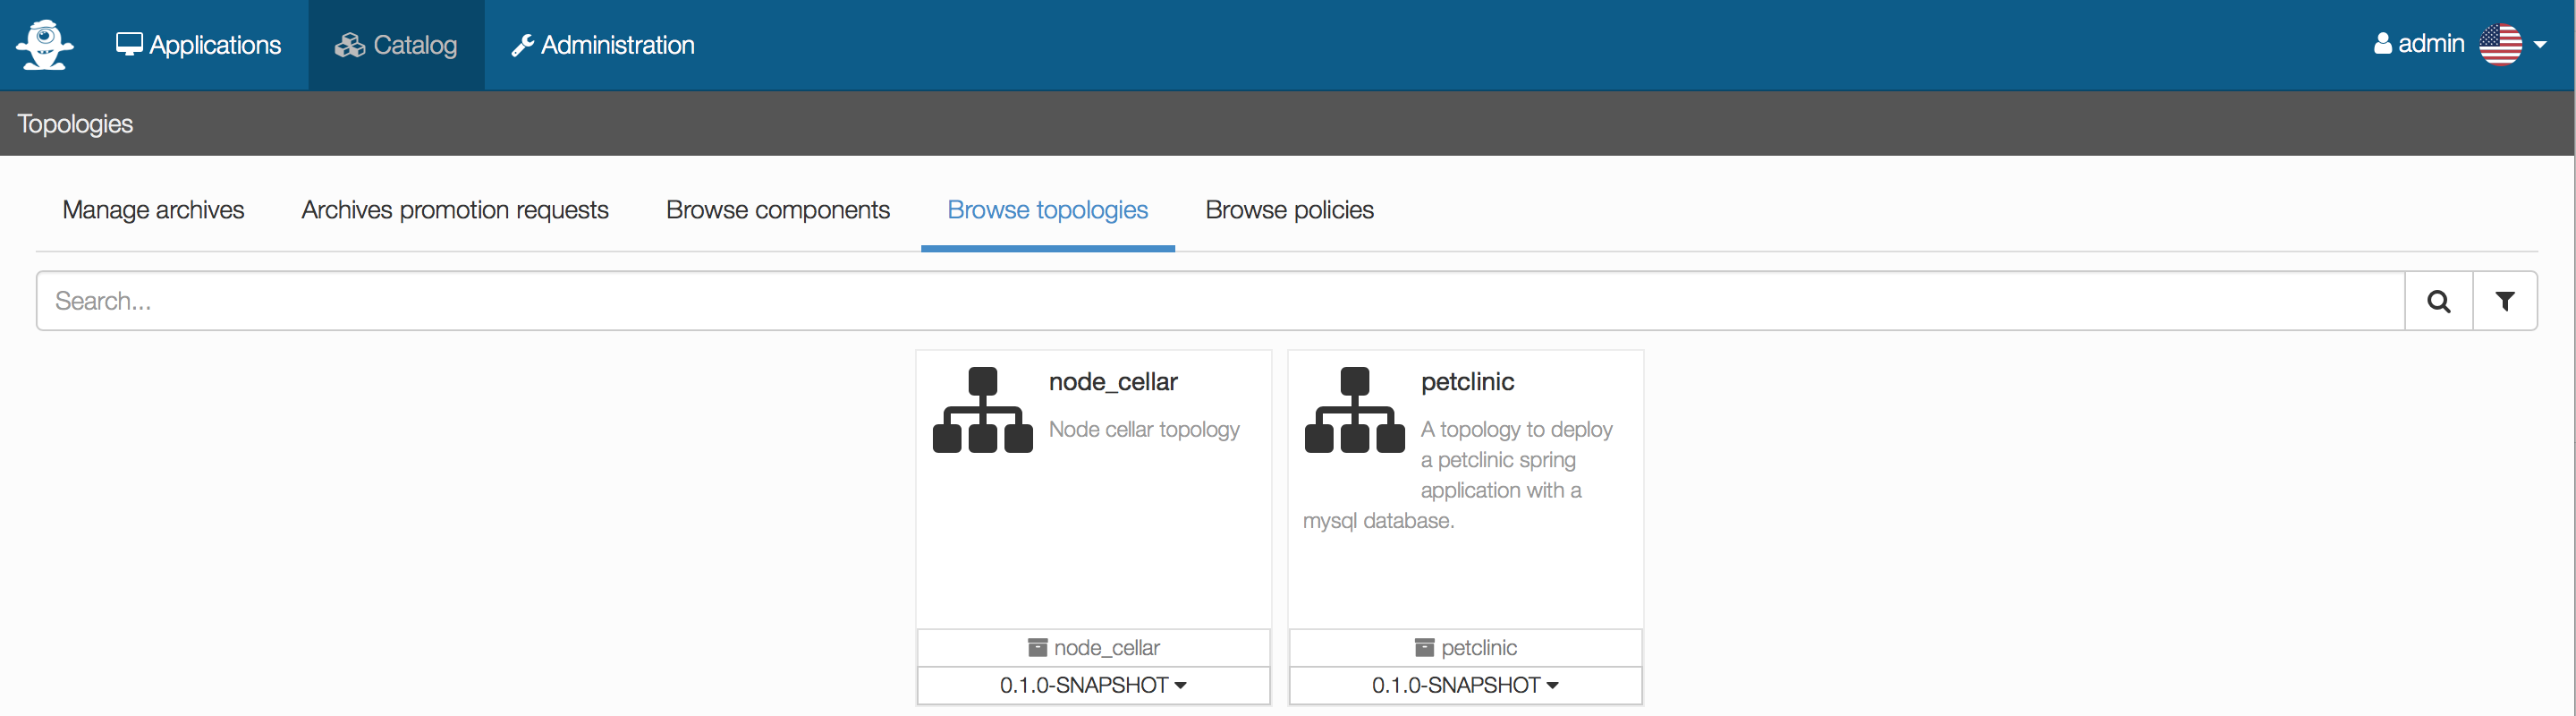 Applications
Catalog
Administration
admin
Topologies
Manage archives
Archives promotion requests
Browse components
Browse topologies
Browse policies
Search...
node_cellar
Node cellar topology
node_cellar
0.1.0-SNAPSHOT
petclinic
A topology to deploy
a petclinic spring
application with a
mysql database.
petclinic
0.1.0-SNAPSHOT